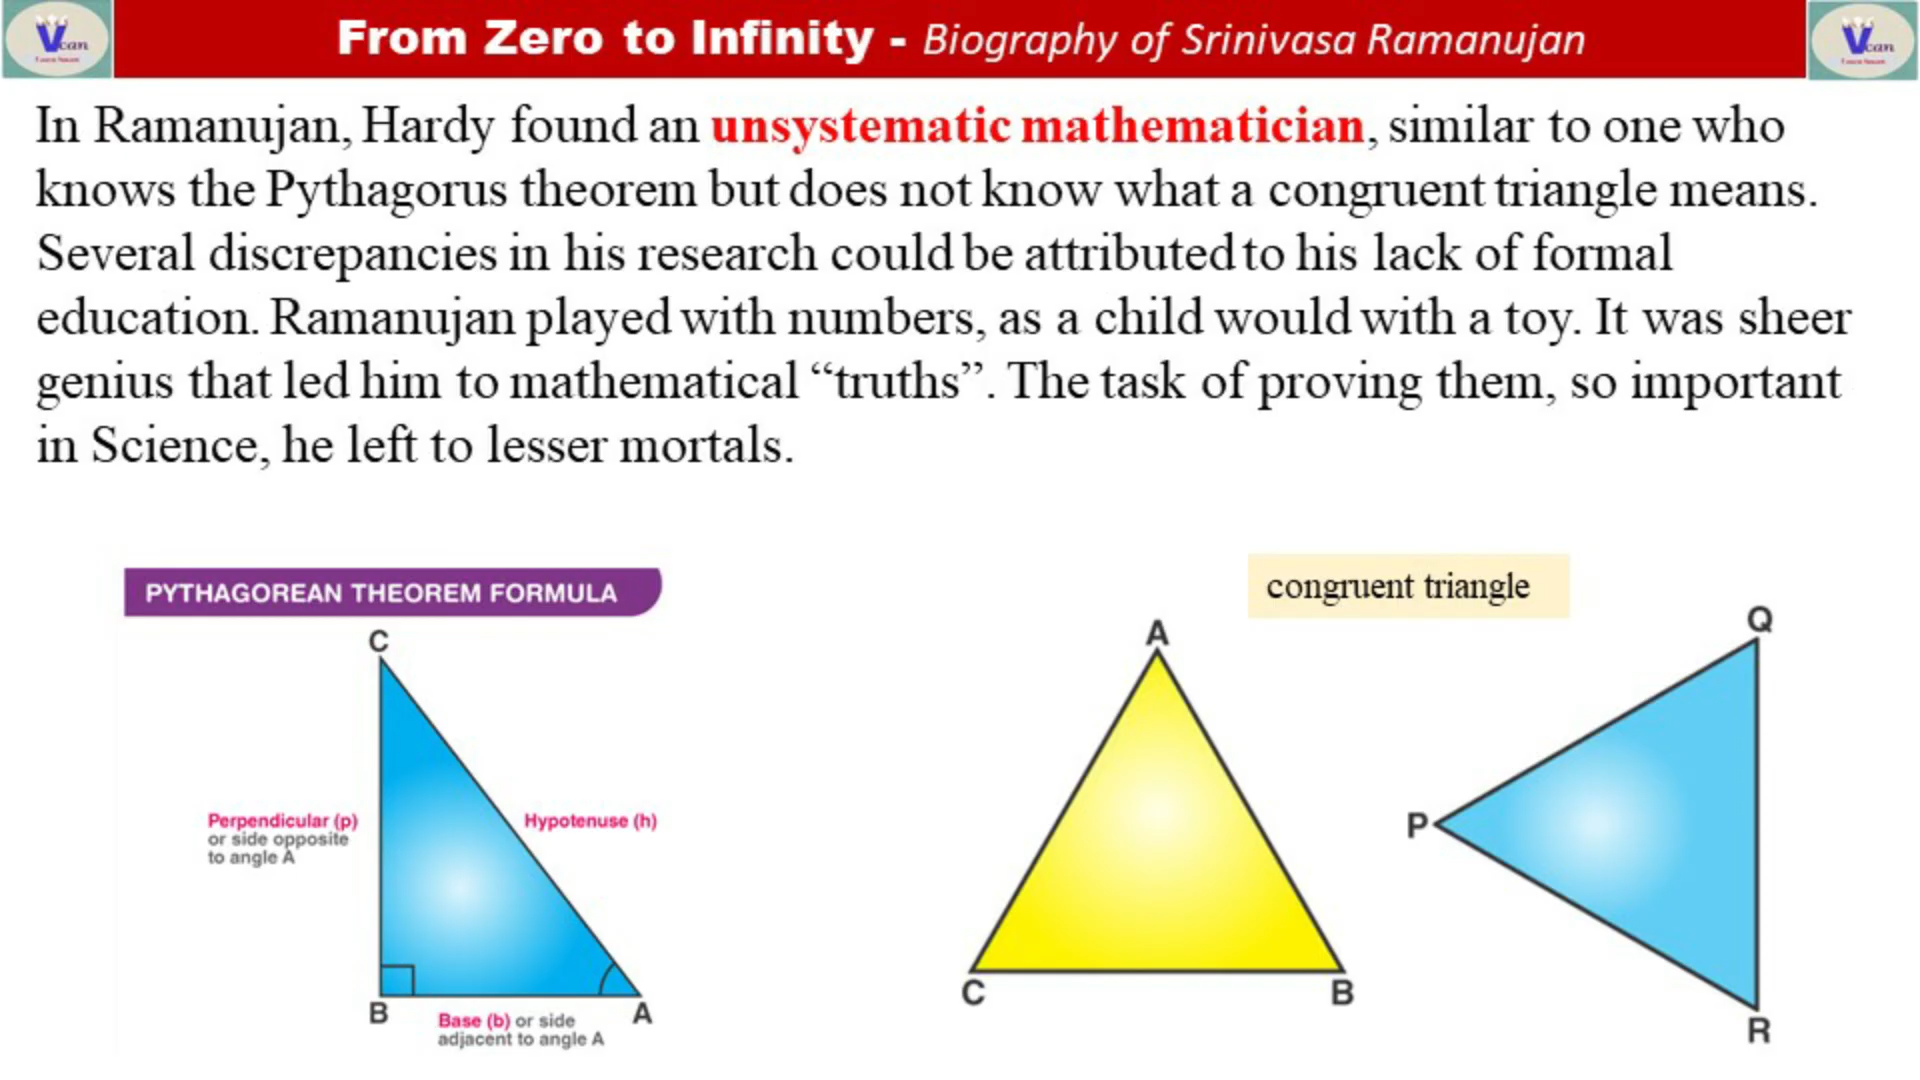 Vcan
From Zero to Infinity - Biography of Srinivasa Ramanujan
Vcan
In Ramanujan, Hardy found an unsystematic mathematician, similar to one who
knows the Pythagorus theorem but does not know what a congruent triangle means.
Several discrepancies in his research could be attributed to his lack of formal
education. Ramanujan played with numbers, as a child would with a toy. It was sheer
genius that led him to mathematical “truths”. The task of proving them, so important
in Science, he left to lesser mortals.
PYTHAGOREAN THEOREM FORMULA
C
Perpendicular (p)
or side opposite
to angle A
Hypotenuse (h)
B
A
Base (b) or side
adjacent to angle A
congruent triangle
A
C
B
Q
P
R